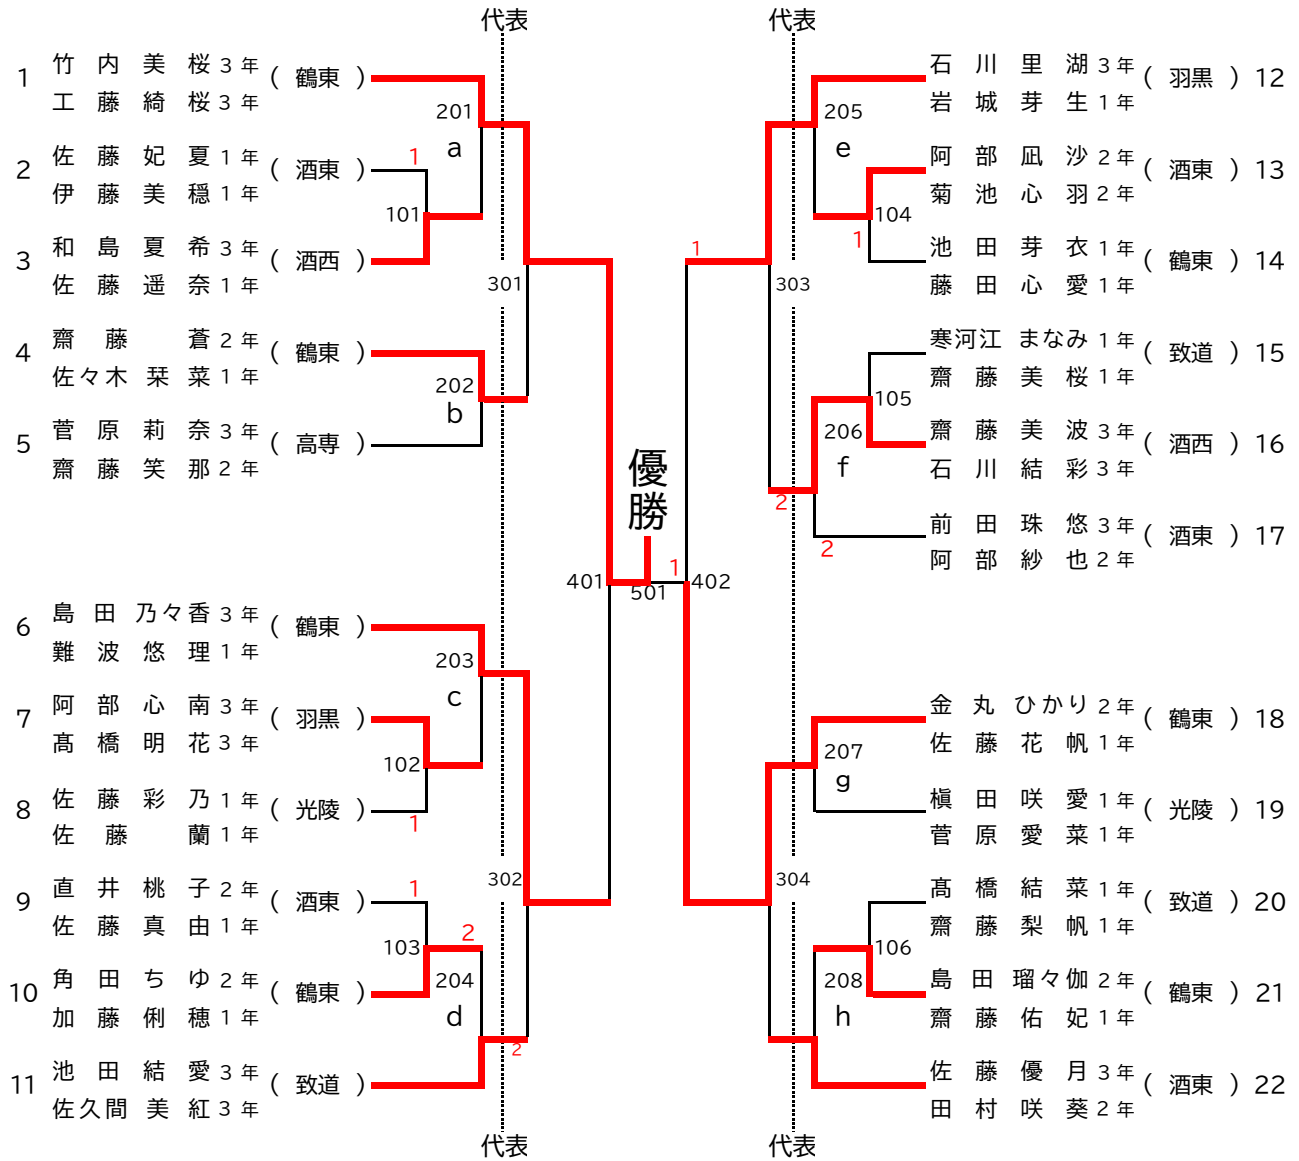 代表 代表
1 竹内美桜 3年 ( 鶴東 )
工藤綺桜 3年
201
a
2 佐藤妃夏 1年 ( 酒東 ) 1
伊藤美穏 1年
101
3 和島夏希 3年 ( 酒西 )
佐藤遥奈 1年
301
4 齋藤蒼 2年 ( 鶴東 )
佐々木栞菜 1年
202
b
5 菅原莉奈 3年 ( 高専 )
齋藤笑那 2年
6 島田乃々香 3年 ( 鶴東 )
難波悠理 1年
203
c
7 阿部心南 3年 ( 羽黒 )
髙橋明花 3年
102
8 佐藤彩乃 1年 ( 光陵 ) 1
佐藤蘭 1年
302
9 直井桃子 2年 ( 酒東 ) 1
佐藤真由 1年
103 2
10 角田ちゆ 2年 ( 鶴東 )
加藤俐穂 1年
204
d
2
11 池田結愛 3年 ( 致道 )
佐久間美紅 3年
優勝
401 501 1 402
石川里湖 3年 ( 羽黒 ) 12
岩城芽生 1年
205
e
阿部凪沙 2年 ( 酒東 ) 13
菊池心羽 2年
104
1
池田芽衣 1年 ( 鶴東 ) 14
藤田心愛 1年
1
303
寒河江まなみ 1年 ( 致道 ) 15
齋藤美桜 1年
105
206
f
齋藤美波 3年 ( 酒西 ) 16
石川結彩 3年
2
2
前田珠悠 3年 ( 酒東 ) 17
阿部紗也 2年
金丸ひかり 2年 ( 鶴東 ) 18
佐藤花帆 1年
207
g
槇田咲愛 1年 ( 光陵 ) 19
菅原愛菜 1年
304
髙橋結菜 1年 ( 致道 ) 20
齋藤梨帆 1年
106
208
h
島田瑠々伽 2年 ( 鶴東 ) 21
齋藤佑妃 1年
佐藤優月 3年 ( 酒東 ) 22
田村咲葵 2年
代表 代表